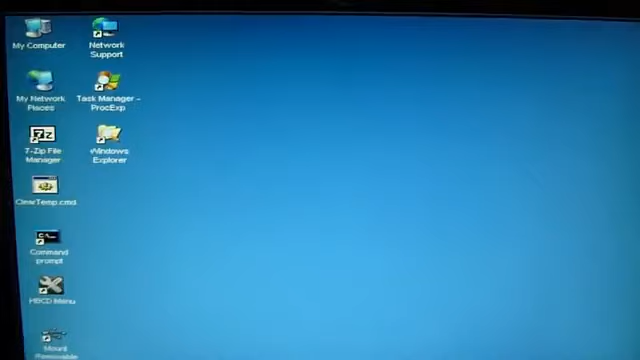 My Computer
Network
Support
My Network
Places
Task Manager -
ProcExp
7-Zip File
Manager
Windows
Explorer
ClearTemp.cmd
Command
prompt
HBCD Menu
Mount
Removable